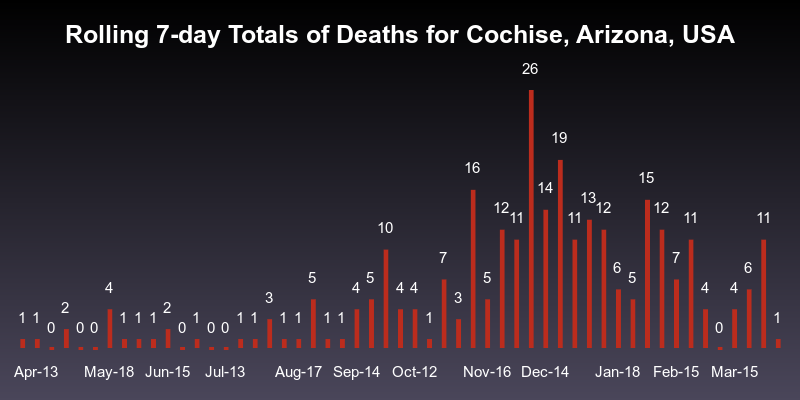 Rolling 7-day Totals of Deaths for Cochise, Arizona, USA
1 1 0 2 0 0 4 1 1 1 2 0 1 0 0 1 1 3 1 1 5 1 1 4 5 10 4 4 1 7 3 16 5 12 11 26 14 19 11 13 12 6 5 15 12 7 11 4 0 4 6 11 1
Apr-13 May-18 Jun-15 Jul-13 Aug-17 Sep-14 Oct-12 Nov-16 Dec-14 Jan-18 Feb-15 Mar-15